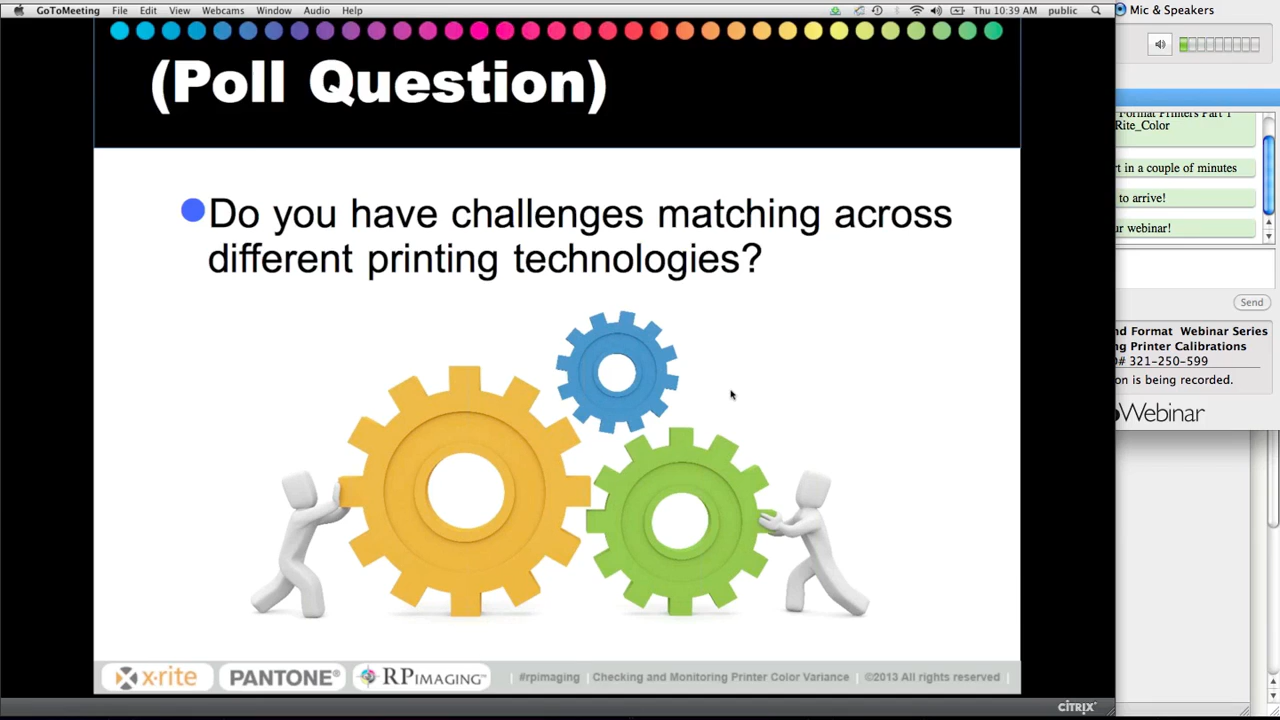 GoToMeeting File Edit View Webcams Window Audio Help Thu 10:39 AM public
Mic & Speakers
(Poll Question)
Format Printers Part 1
Rite_Color
rt in a couple of minutes
to arrive!
ur webinar!
Do you have challenges matching across
different printing technologies?
Send
nd Format Webinar Series
ng Printer Calibrations
D# 321-250-599
on is being recorded.
oWebinar
x·rite PANTONE® RPIMAGING™ | #rpimaging | Checking and Monitoring Printer Color Variance | ©2013 All rights reserved |
CITRIX®